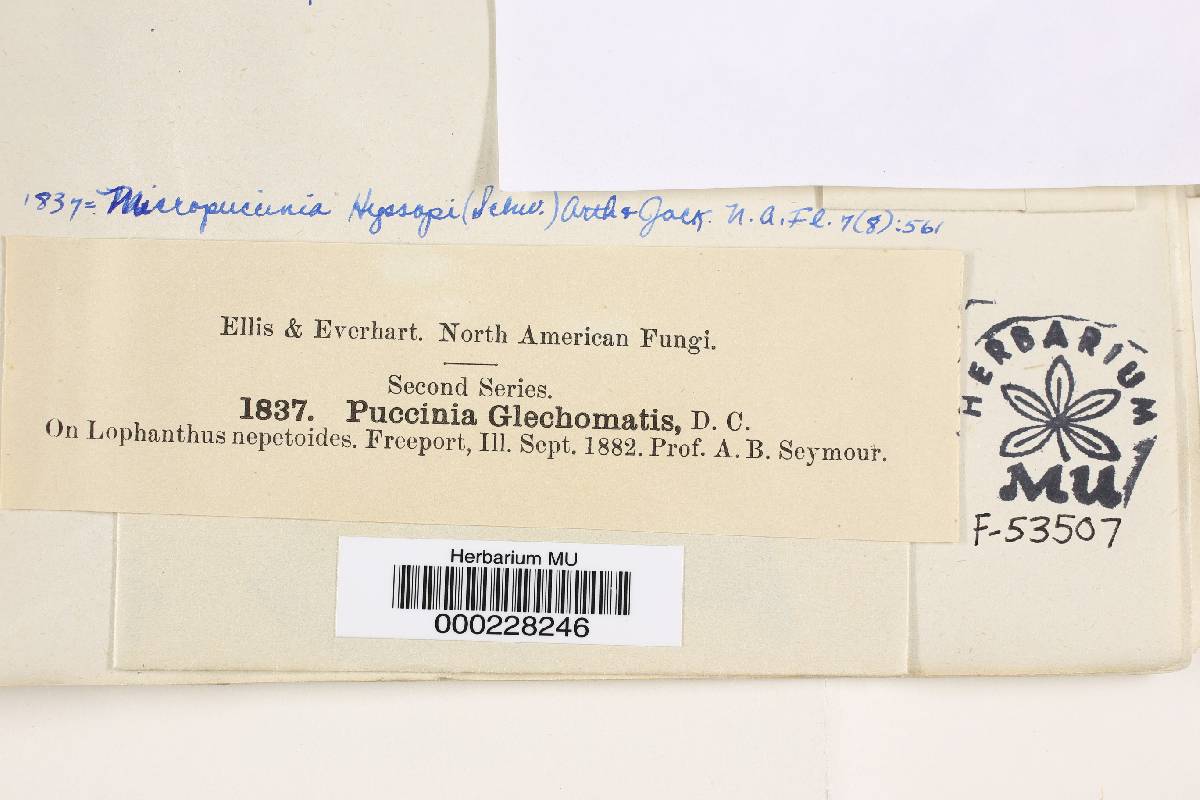 1837= Micropuccinia Hyssopi (Schw.) Arth & Jack. N. A. Fl. 7(8):561
Ellis & Everhart. North American Fungi.
Second Series.
1837. Puccinia Glechomatis, D. C.
On Lophanthus nepetoides. Freeport, Ill. Sept. 1882. Prof. A. B. Seymour.
HERBARIUM
MU
F-53507
Herbarium MU
000228246